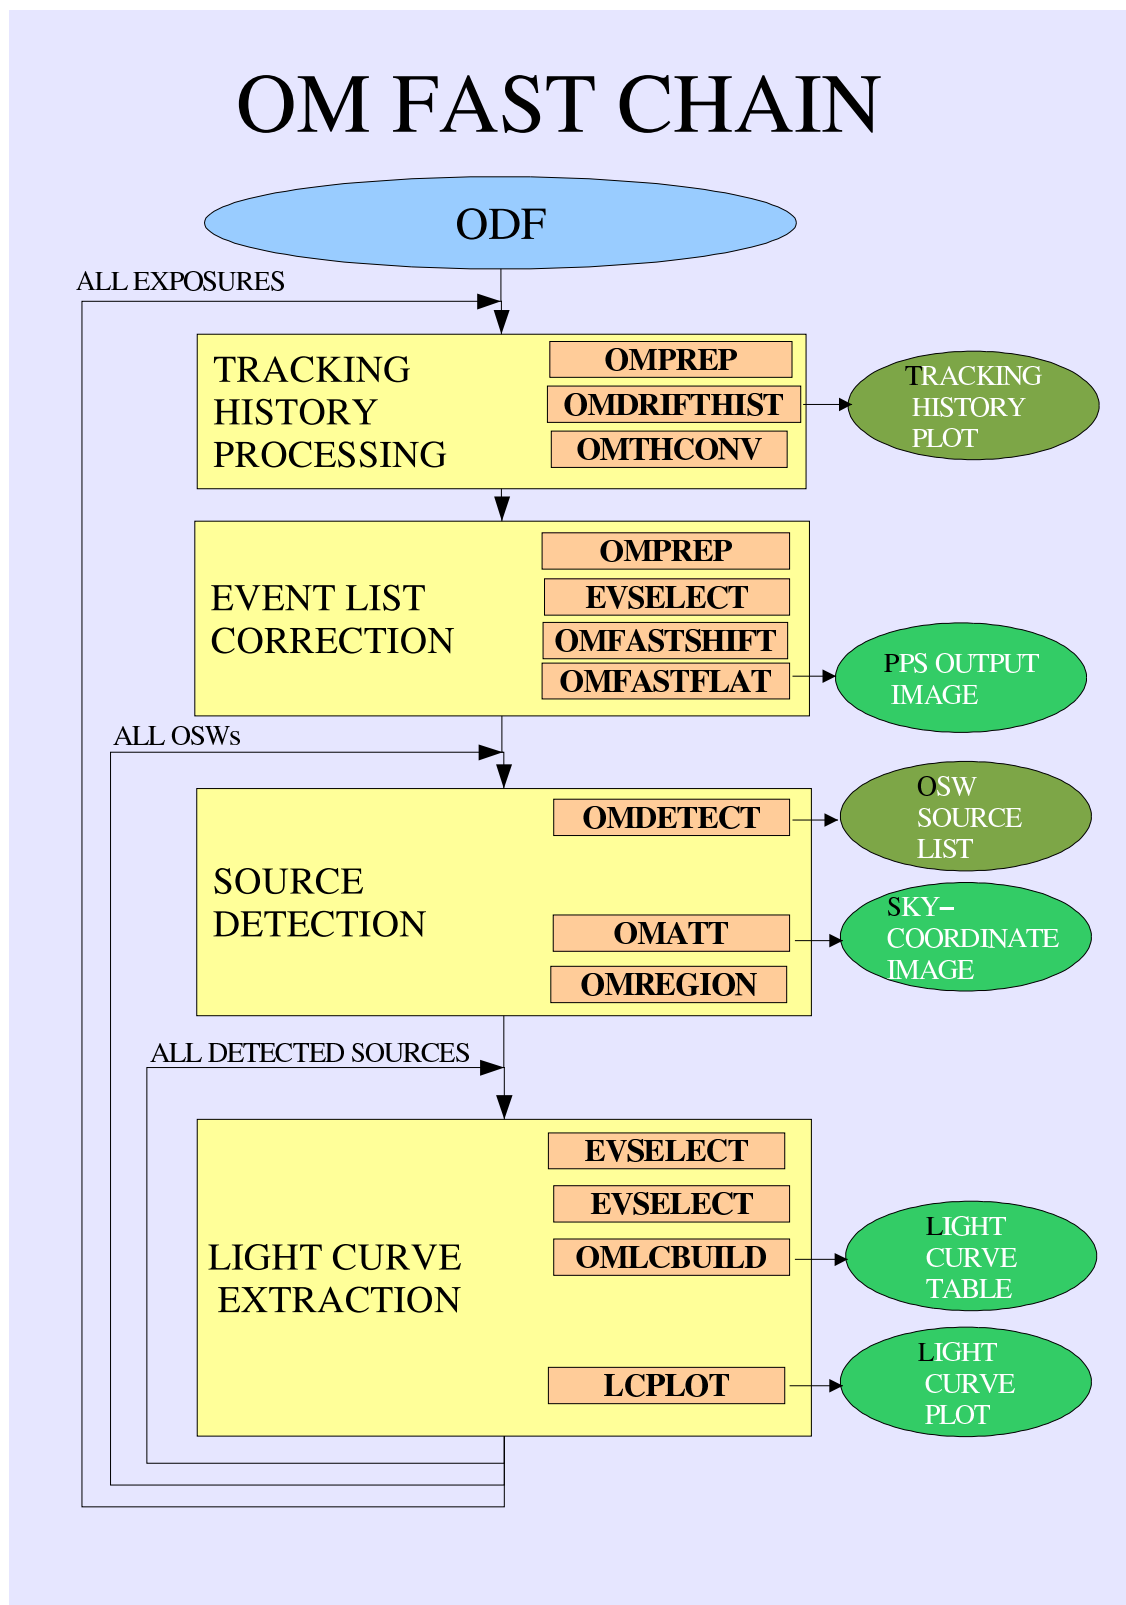 OM FAST CHAIN
ODF
ALL EXPOSURES
TRACKING
HISTORY
PROCESSING
OMPREP
OMDRIFTHIST
OMTHCONV
TRACKING
HISTORY
PLOT
EVENT LIST
CORRECTION
OMPREP
EVSELECT
OMFASTSHIFT
OMFASTFLAT
PPS OUTPUT
IMAGE
ALL OSWs
SOURCE
DETECTION
OMDETECT
OMATT
OMREGION
OSW
SOURCE
LIST
SKY–
COORDINATE
IMAGE
ALL DETECTED SOURCES
LIGHT CURVE
EXTRACTION
EVSELECT
EVSELECT
OMLCBUILD
LCPLOT
LIGHT
CURVE
TABLE
LIGHT
CURVE
PLOT